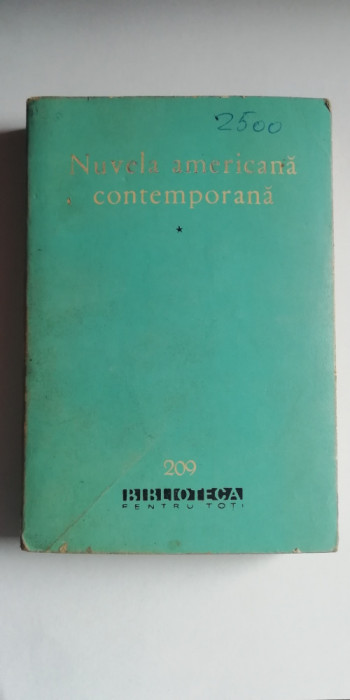 2500
Nuvela americană
contemporană
*
209
BIBLIOTECA
PENTRU TOȚI